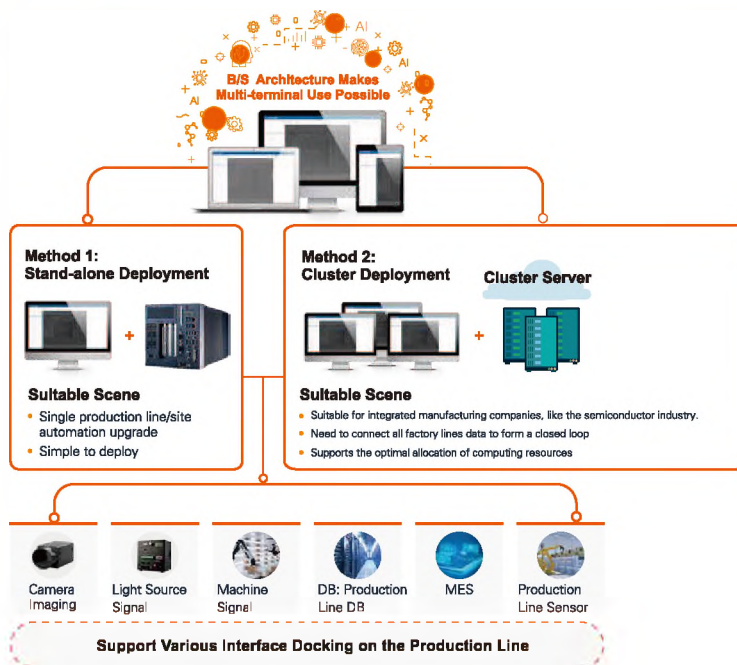 AI
AI
AI
B/S Architecture Makes
Multi-terminal Use Possible
Method 1:
Stand-alone Deployment
Suitable Scene
Single production line/site
automation upgrade
Simple to deploy
Method 2:
Cluster Deployment
Cluster Server
Suitable Scene
Suitable for integrated manufacturing companies, like the semiconductor industry.
Need to connect all factory lines data to form a closed loop
Supports the optimal allocation of computing resources
Camera
Imaging
Light Source
Signal
Machine
Signal
DB: Production
Line DB
MES
Production
Line Sensor
Support Various Interface Docking on the Production Line